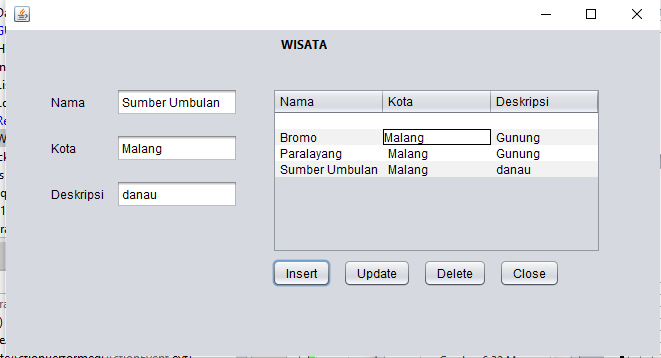 WISATA
Nama Sumber Umbulan
Kota Malang
Deskripsi danau
Nama Kota Deskripsi
Bromo Malang Gunung
Paralayang Malang Gunung
Sumber Umbulan Malang danau
Insert Update Delete Close